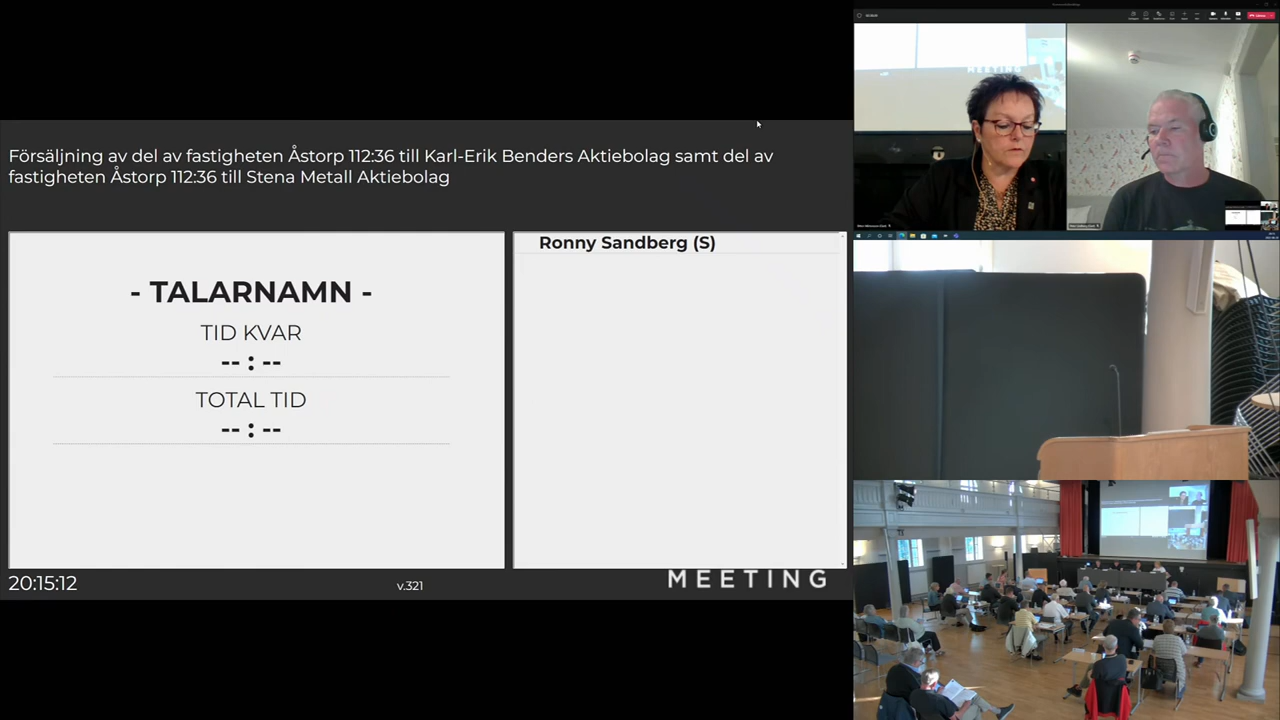 Försäljning av del av fastigheten Åstorp 112:36 till Karl-Erik Benders Aktiebolag samt del av
fastigheten Åstorp 112:36 till Stena Metall Aktiebolag
- TALARNAMN -
TID KVAR
-- : --
TOTAL TID
-- : --
Ronny Sandberg (S)
20:15:12
v.321
MEETING
MEETING